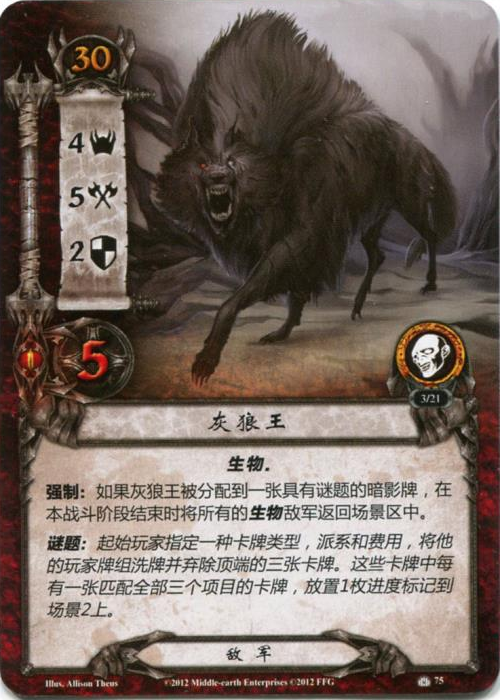 30
4
5
2
5
3/21
灰狼王
生物.
强制：如果灰狼王被分配到一张具有谜题的暗影牌，在
本战斗阶段结束时将所有的生物敌军返回场景区中。
谜题：起始玩家指定一种卡牌类型，派系和费用，将他
的玩家牌组洗牌并弃除顶端的三张卡牌。这些卡牌中每
有一张匹配全部三个项目的卡牌，放置1枚进度标记到
场景2上。
敌军
Illus. Allison Theus ©2012 Middle-earth Enterprises ©2012 FFG 75